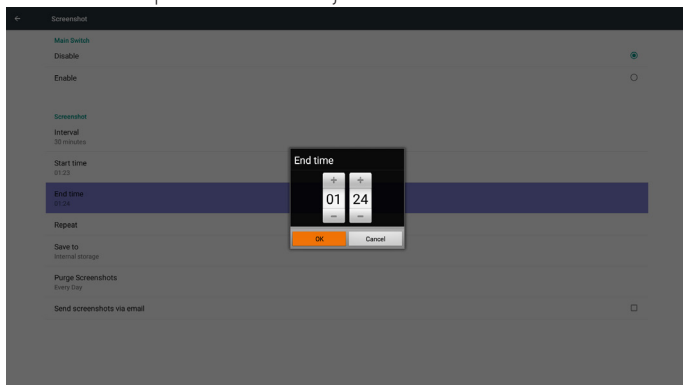 Screenshot
Main Switch
Disable
Enable
Screenshot
Interval
30 minutes
Start time
01:23
End time
01:24
Repeat
Save to
Internal storage
Purge Screenshots
Every Day
Send screenshots via email
End time
+ +
01 24
− −
OK Cancel